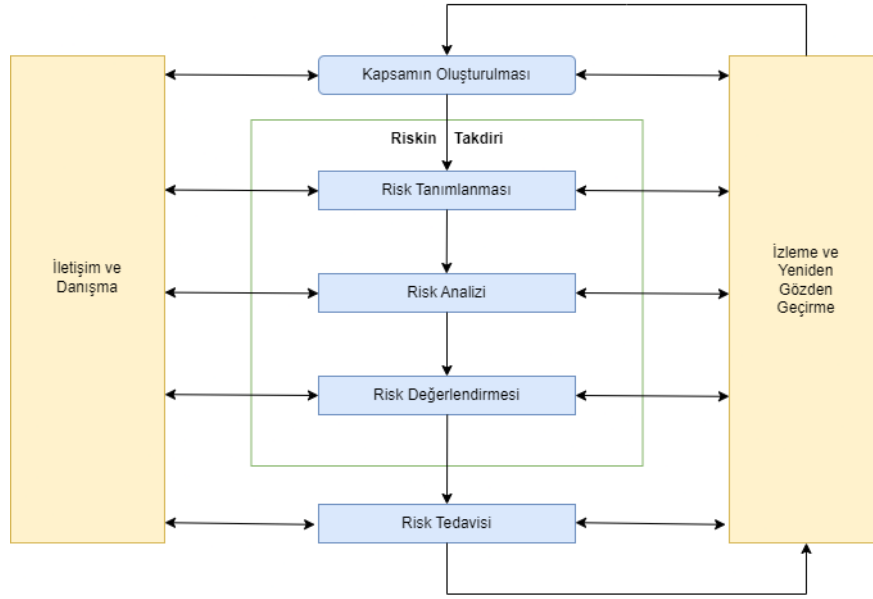 Kapsamın Oluşturulması
Riskin Takdiri
Risk Tanımlanması
İletişim ve
Danışma
İzleme ve
Yeniden
Gözden
Geçirme
Risk Analizi
Risk Değerlendirmesi
Risk Tedavisi